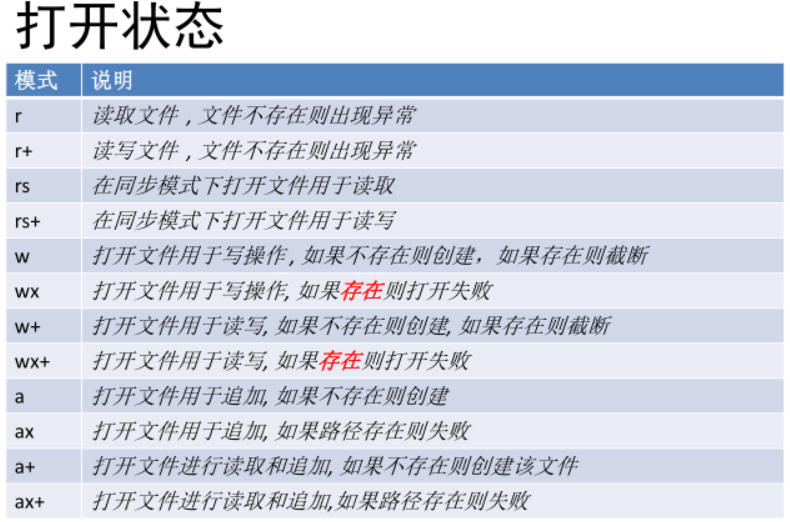 打开状态
模式 说明
r 读取文件，文件不存在则出现异常
r+ 读写文件，文件不存在则出现异常
rs 在同步模式下打开文件用于读取
rs+ 在同步模式下打开文件用于读写
w 打开文件用于写操作, 如果不存在则创建，如果存在则截断
wx 打开文件用于写操作, 如果存在则打开失败
w+ 打开文件用于读写, 如果不存在则创建, 如果存在则截断
wx+ 打开文件用于读写, 如果存在则打开失败
a 打开文件用于追加, 如果不存在则创建
ax 打开文件用于追加, 如果路径存在则失败
a+ 打开文件进行读取和追加, 如果不存在则创建该文件
ax+ 打开文件进行读取和追加,如果路径存在则失败